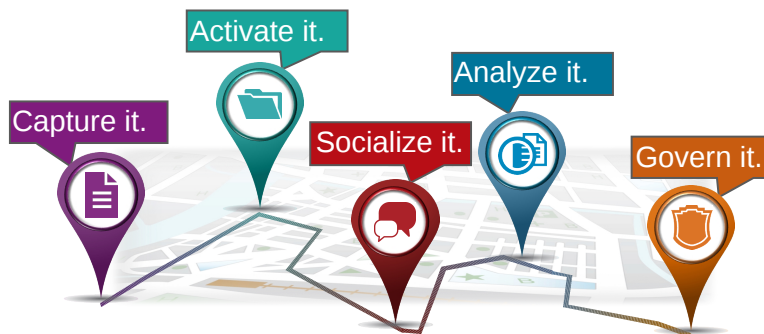 Capture it.
Activate it.
Socialize it.
Analyze it.
Govern it.